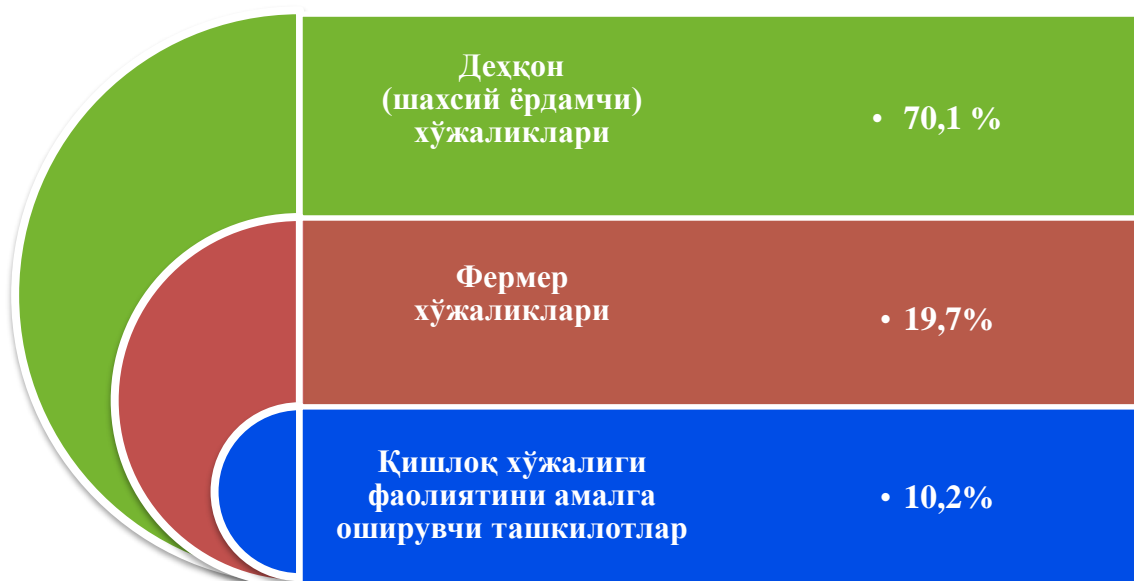 Деҳқон
(шахсий ёрдамчи)
хўжаликлари
• 70,1 %
Фермер
хўжаликлари
• 19,7%
Қишлоқ хўжалиги
фаолиятини амалга
оширувчи ташкилотлар
• 10,2%